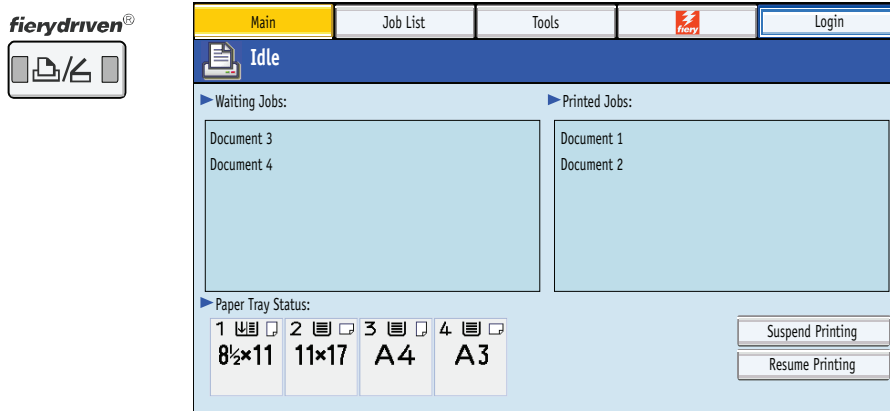 fierydriven®
Main Job List Tools fiery Login
Idle
Waiting Jobs: Printed Jobs:
Document 3 Document 1
Document 4 Document 2
Paper Tray Status:
1 2 3 4
8½×11 11×17 A4 A3
Suspend Printing
Resume Printing